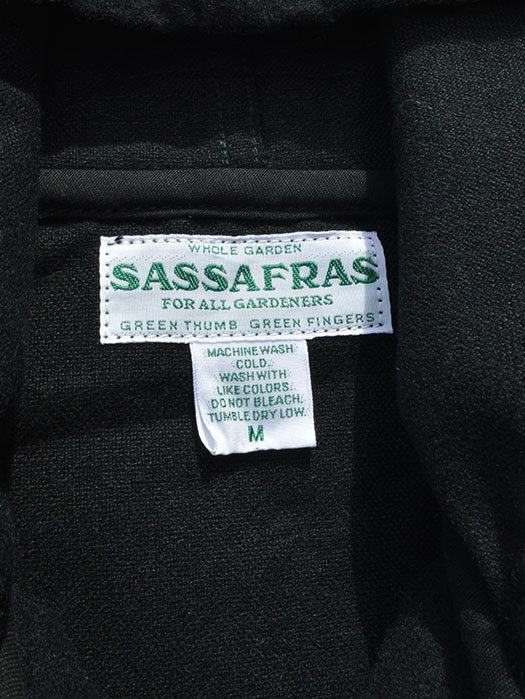 WHOLE GARDEN
SASSAFRAS
FOR ALL GARDENERS
GREEN THUMB GREEN FINGERS
MACHINE WASH
COLD.
WASH WITH
LIKE COLORS.
DO NOT BLEACH.
TUMBLE DRY LOW.
M